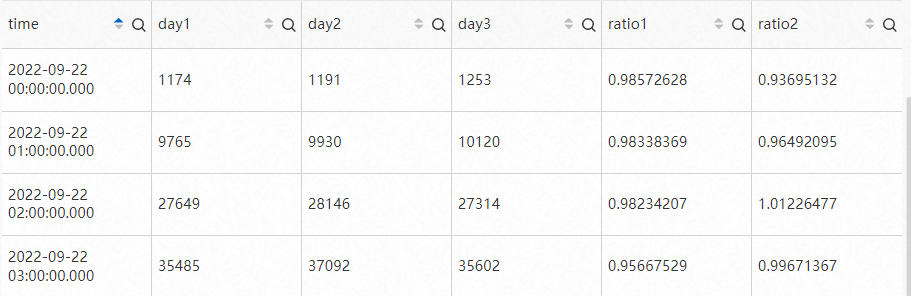 time day1 day2 day3 ratio1 ratio2
2022-09-22
00:00:00.000 1174 1191 1253 0.98572628 0.93695132
2022-09-22
01:00:00.000 9765 9930 10120 0.98338369 0.96492095
2022-09-22
02:00:00.000 27649 28146 27314 0.98234207 1.01226477
2022-09-22
03:00:00.000 35485 37092 35602 0.95667529 0.99671367